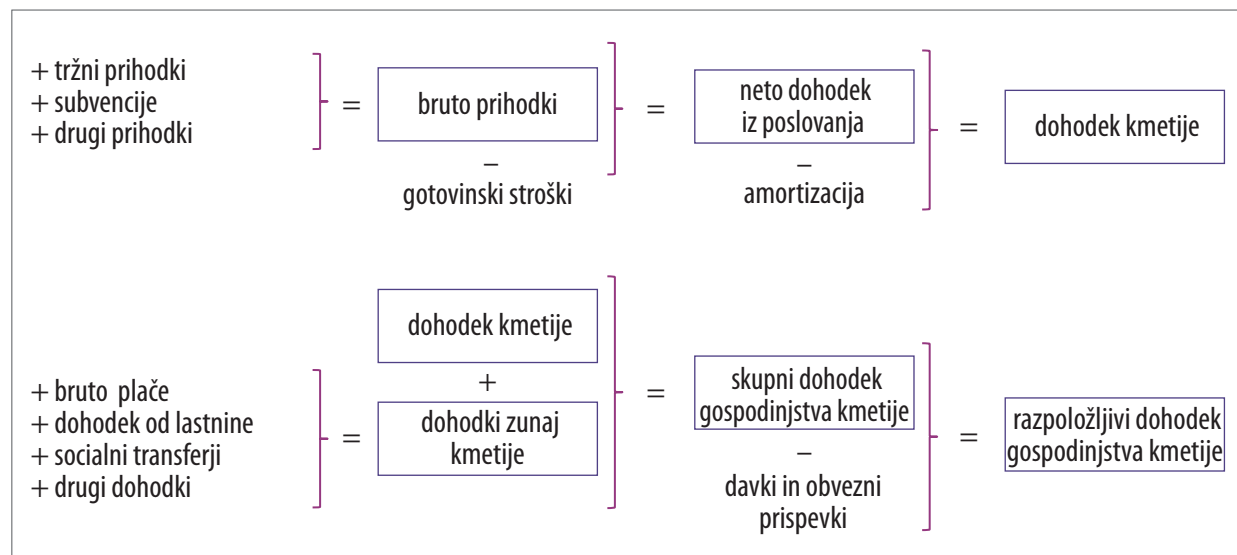 + tržni prihodki
+ subvencije
+ drugi prihodki
=
bruto prihodki
–
gotovinski stroški
=
neto dohodek
iz poslovanja
–
amortizacija
=
dohodek kmetije
+ bruto plače
+ dohodek od lastnine
+ socialni transferji
+ drugi dohodki
=
dohodek kmetije
+
dohodki zunaj
kmetije
=
skupni dohodek
gospodinjstva kmetije
–
davki in obvezni
prispevki
=
razpoložljivi dohodek
gospodinjstva kmetije